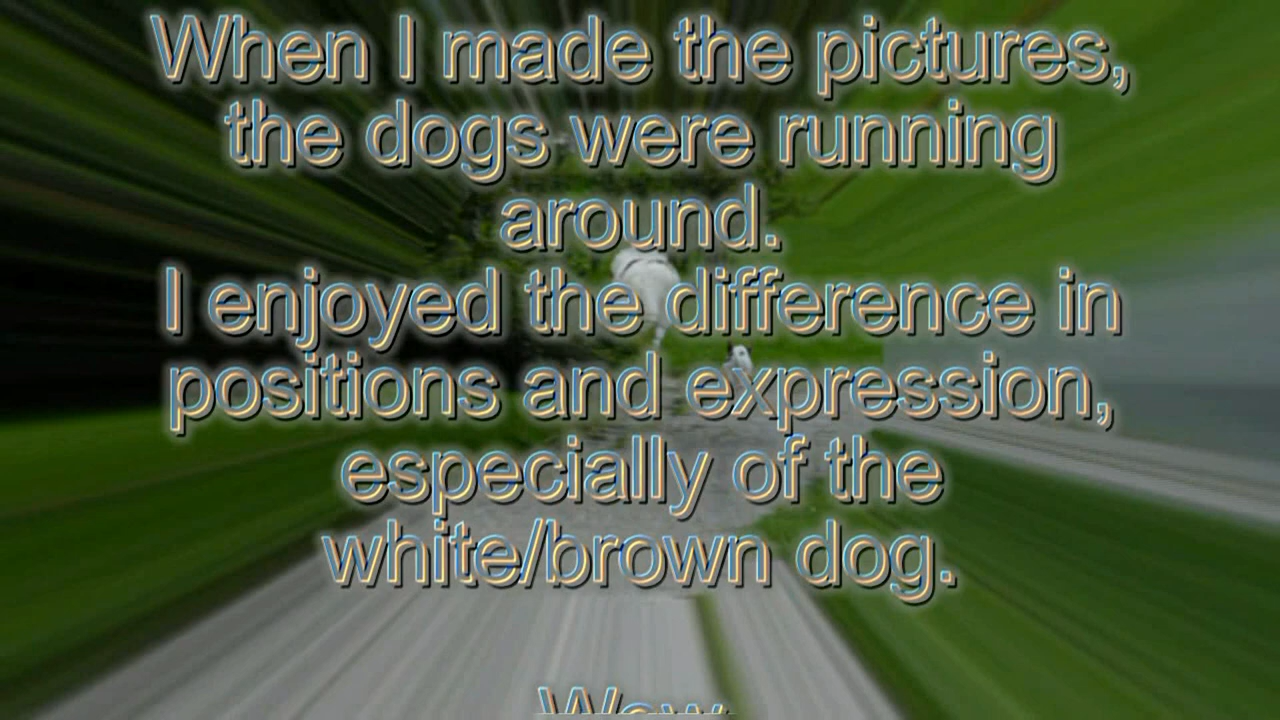 When I made the pictures,
the dogs were running
around.
I enjoyed the difference in
positions and expression,
especially of the
white/brown dog.